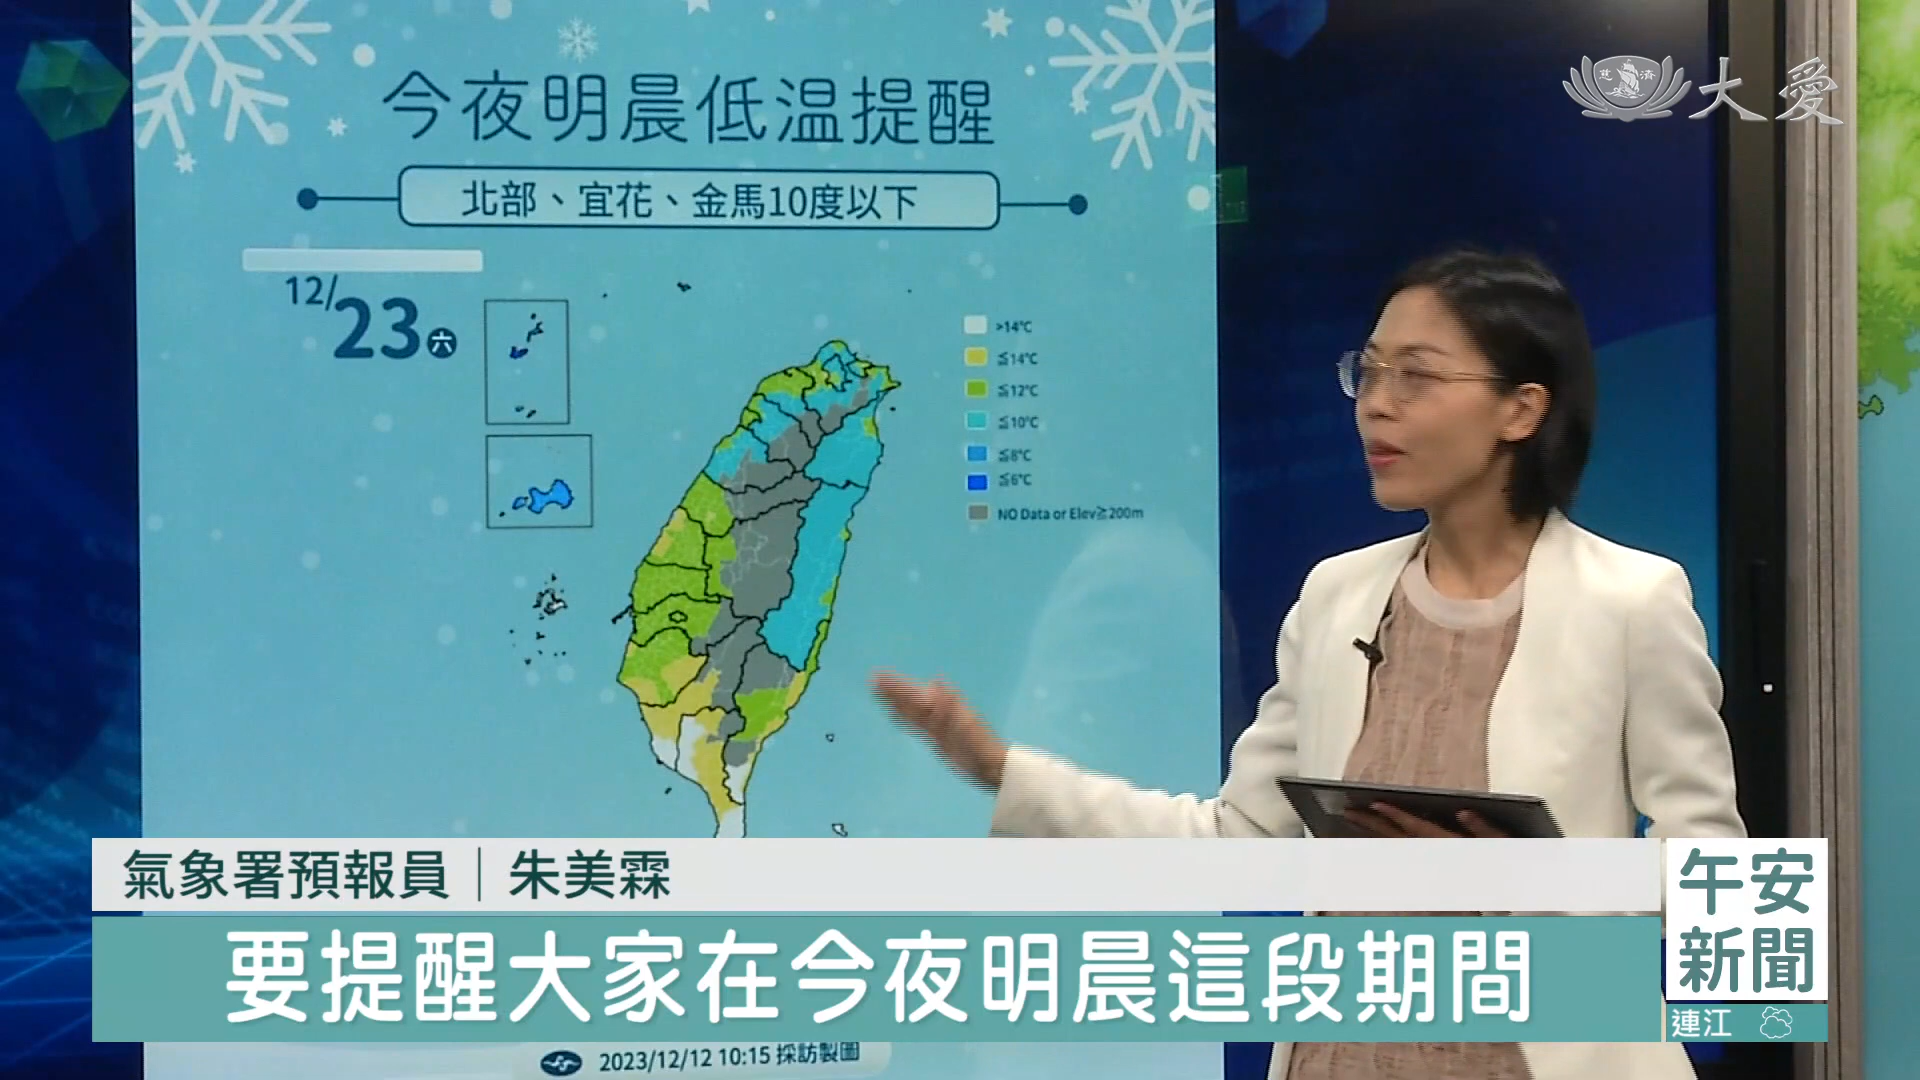 慈濟
大愛
今夜明晨低溫提醒
北部、宜花、金馬10度以下
12/23 六
>14℃
≦14℃
≦12℃
≦10℃
≦8℃
≦6℃
NO Data or Elev≧200m
氣象署預報員｜朱美霖
要提醒大家在今夜明晨這段期間
午安
新聞
連江
2023/12/12 10:15 採訪製圖